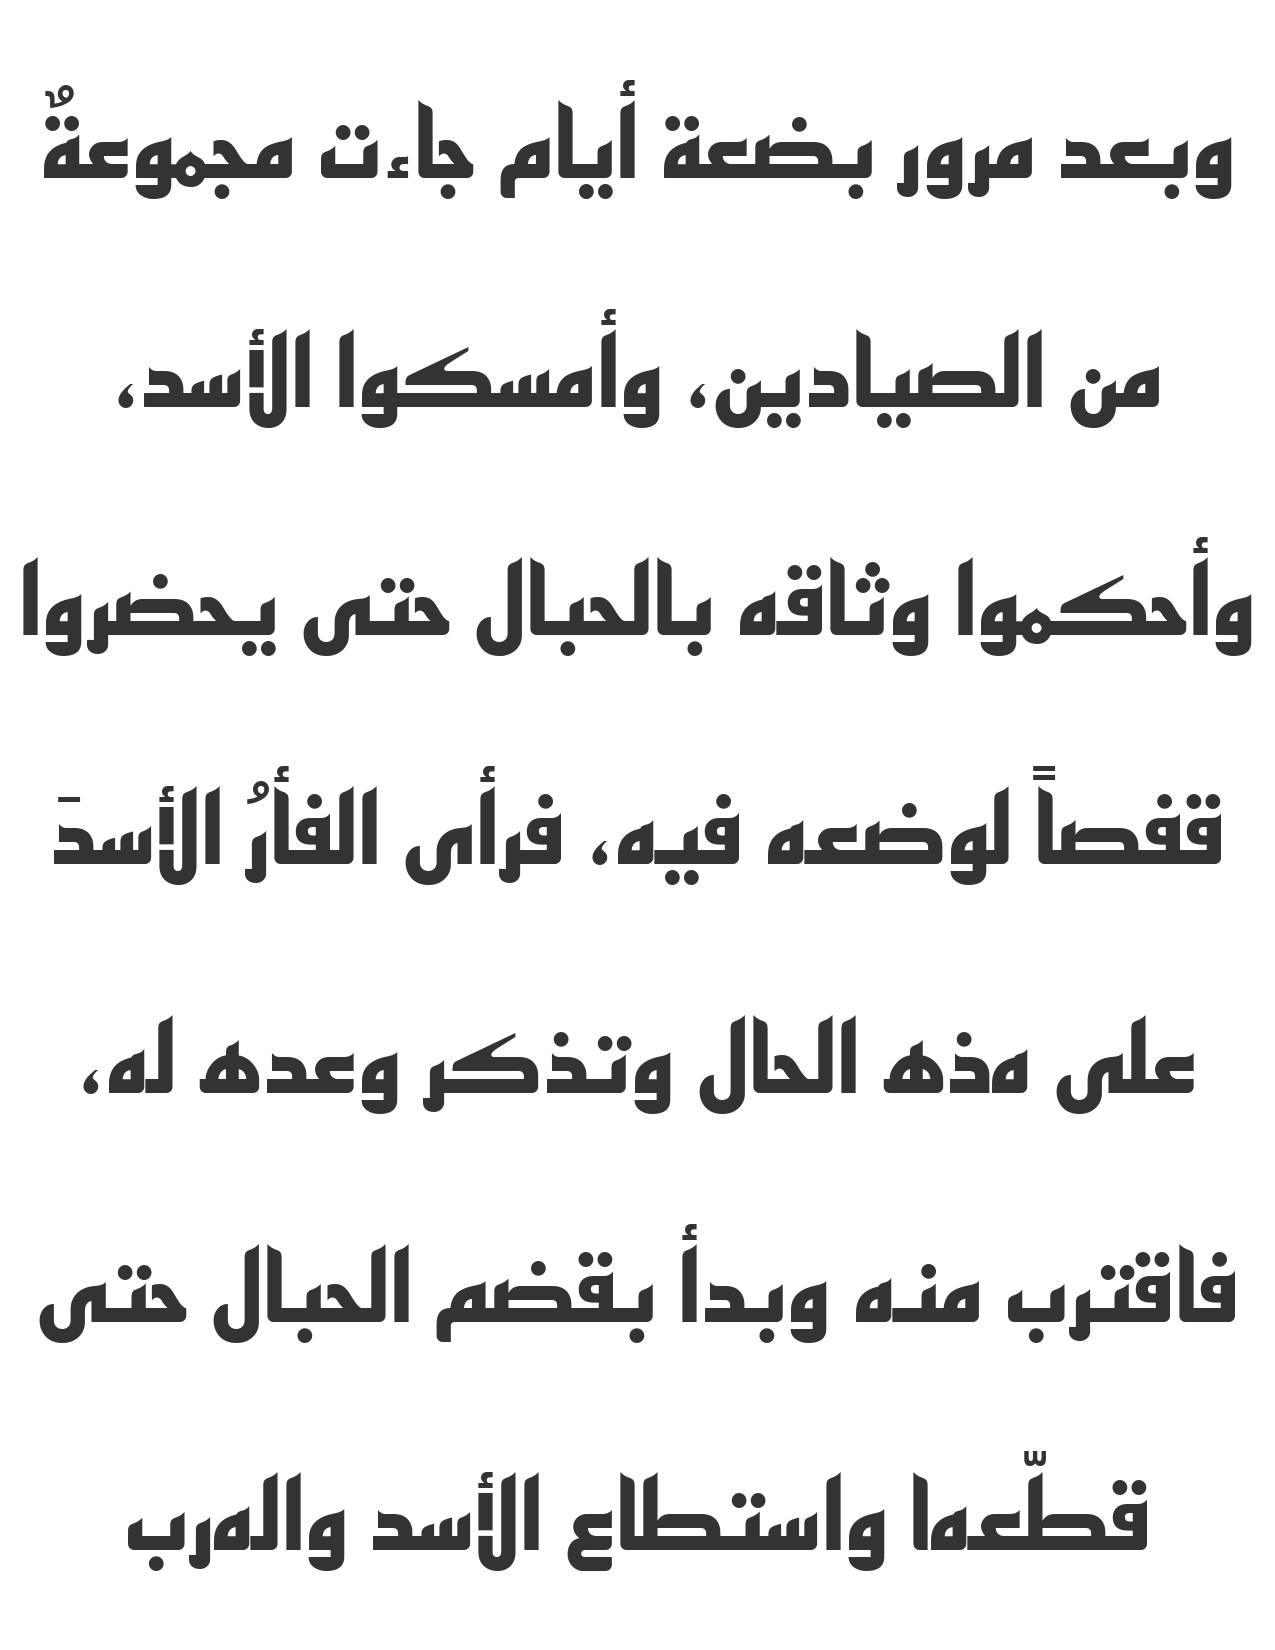 وبعد مرور بضعة أيام جاءت مجموعةٌ
من الصيادين، وأمسكوا الأسد،
وأحكموا وثاقه بالحبال حتى يحضروا
قفصاً لوضعه فيه، فرأى الفأرُ الأسدَ
على هذه الحال وتذكر وعده له،
فاقترب منه وبدأ بقضم الحبال حتى
قطّعها واستطاع الأسد والهرب